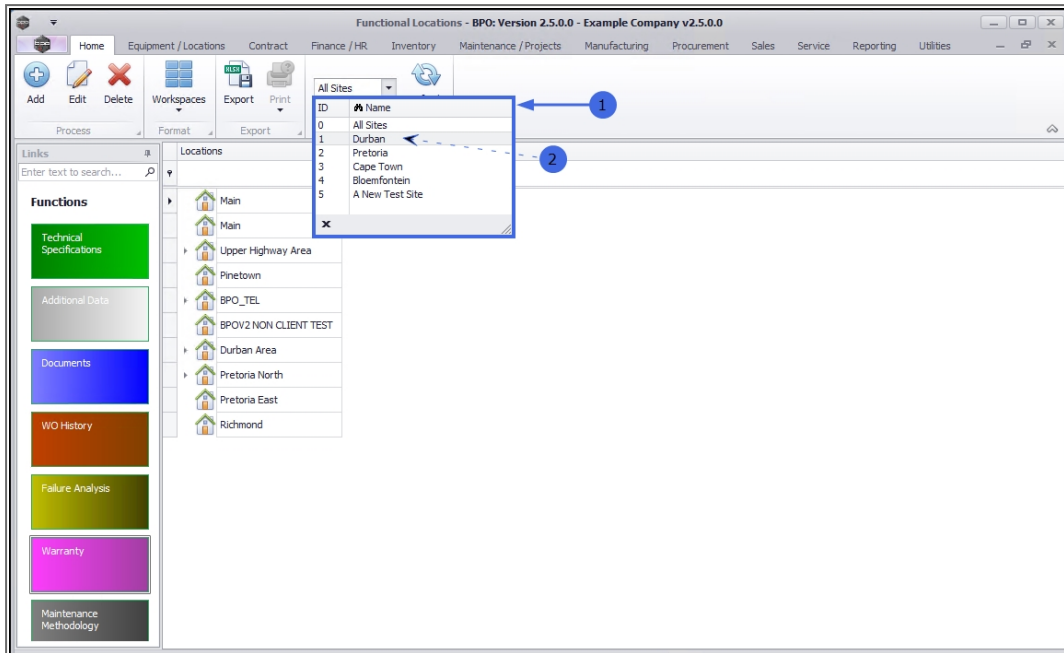 Functional Locations - BPO: Version 2.5.0.0 - Example Company v2.5.0.0
Home Equipment / Locations Contract Finance / HR Inventory Maintenance / Projects Manufacturing Procurement Sales Service Reporting Utilities
Add Edit Delete Workspaces Export Print
All Sites
Process Format Export
ID Name
0 All Sites
1 Durban
2 Pretoria
3 Cape Town
4 Bloemfontein
5 A New Test Site
1
2
Links
Enter text to search...
Functions
Technical
Specifications
Additional Data
Documents
WO History
Failure Analysis
Warranty
Maintenance
Methodology
Locations
Main
Main
Upper Highway Area
Pinetown
BPO_TEL
BPOV2 NON CLIENT TEST
Durban Area
Pretoria North
Pretoria East
Richmond